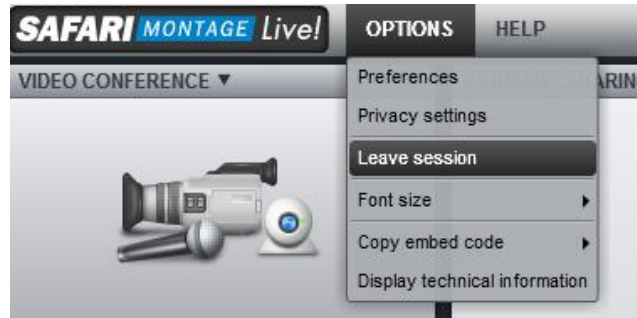 SAFARI MONTAGE Live! OPTIONS HELP
VIDEO CONFERENCE ▼
Preferences
Privacy settings
Leave session
Font size
Copy embed code
Display technical information